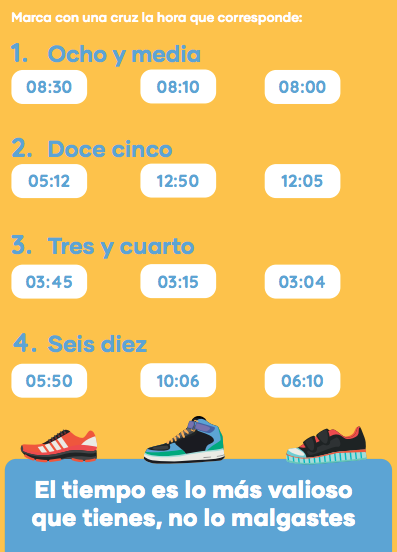 Marca con una cruz la hora que corresponde:
1. Ocho y media
08:30 08:10 08:00
2. Doce cinco
05:12 12:50 12:05
3. Tres y cuarto
03:45 03:15 03:04
4. Seis diez
05:50 10:06 06:10
El tiempo es lo más valioso
que tienes, no lo malgastes